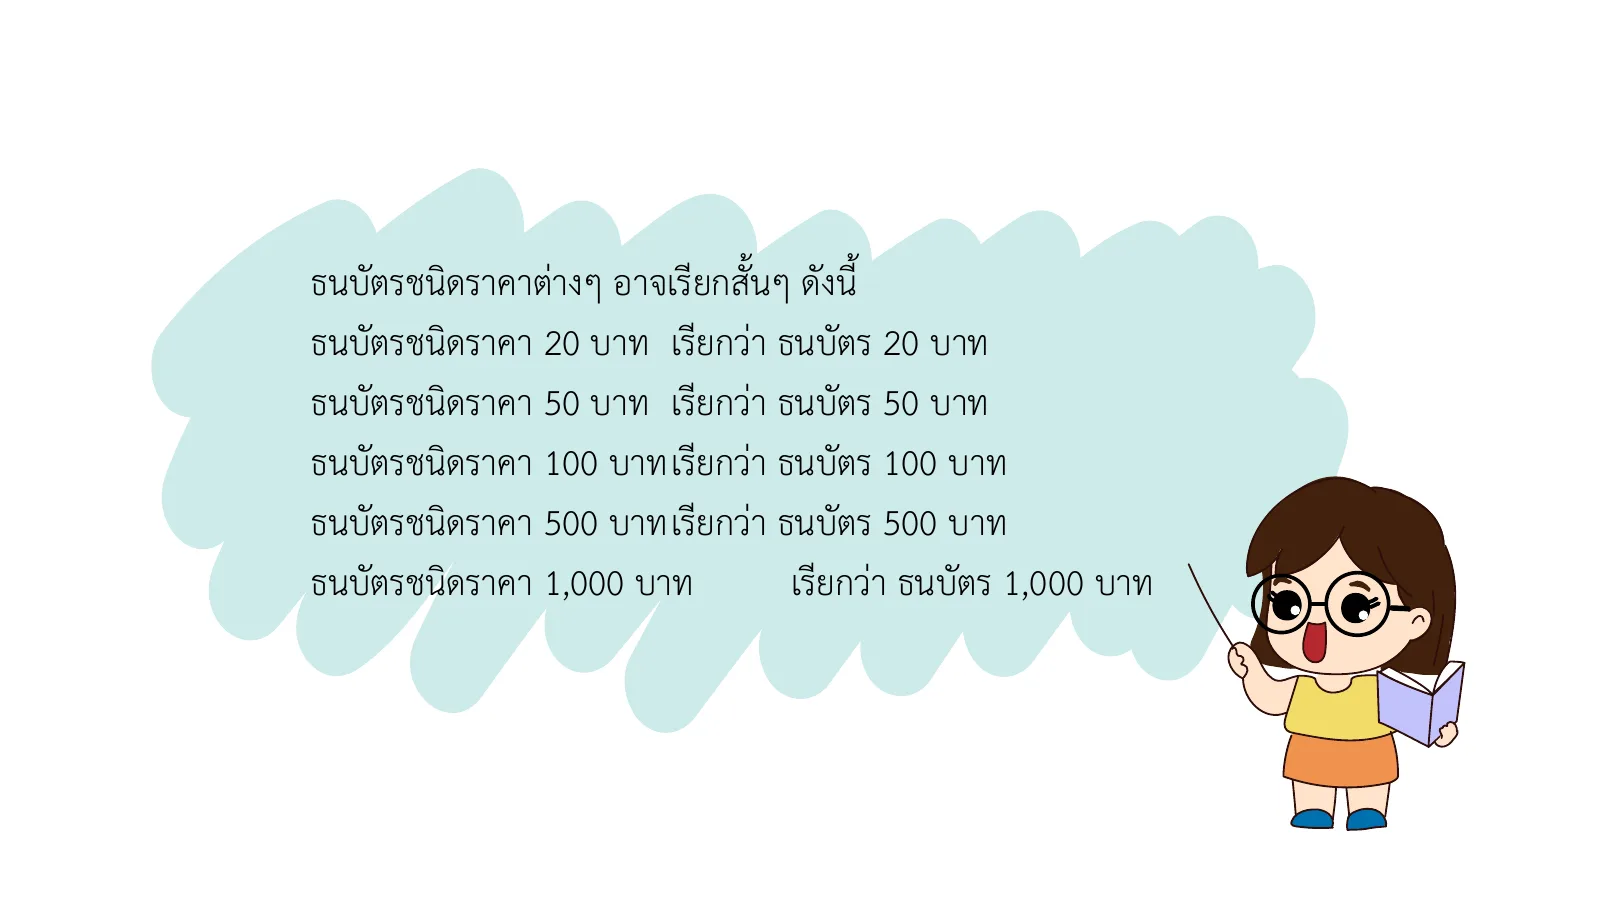 ธนบัตรชนิดราคาต่างๆ อาจเรียกสั้นๆ ดังนี้
ธนบัตรชนิดราคา 20 บาท เรียกว่า ธนบัตร 20 บาท
ธนบัตรชนิดราคา 50 บาท เรียกว่า ธนบัตร 50 บาท
ธนบัตรชนิดราคา 100 บาท เรียกว่า ธนบัตร 100 บาท
ธนบัตรชนิดราคา 500 บาท เรียกว่า ธนบัตร 500 บาท
ธนบัตรชนิดราคา 1,000 บาท เรียกว่า ธนบัตร 1,000 บาท